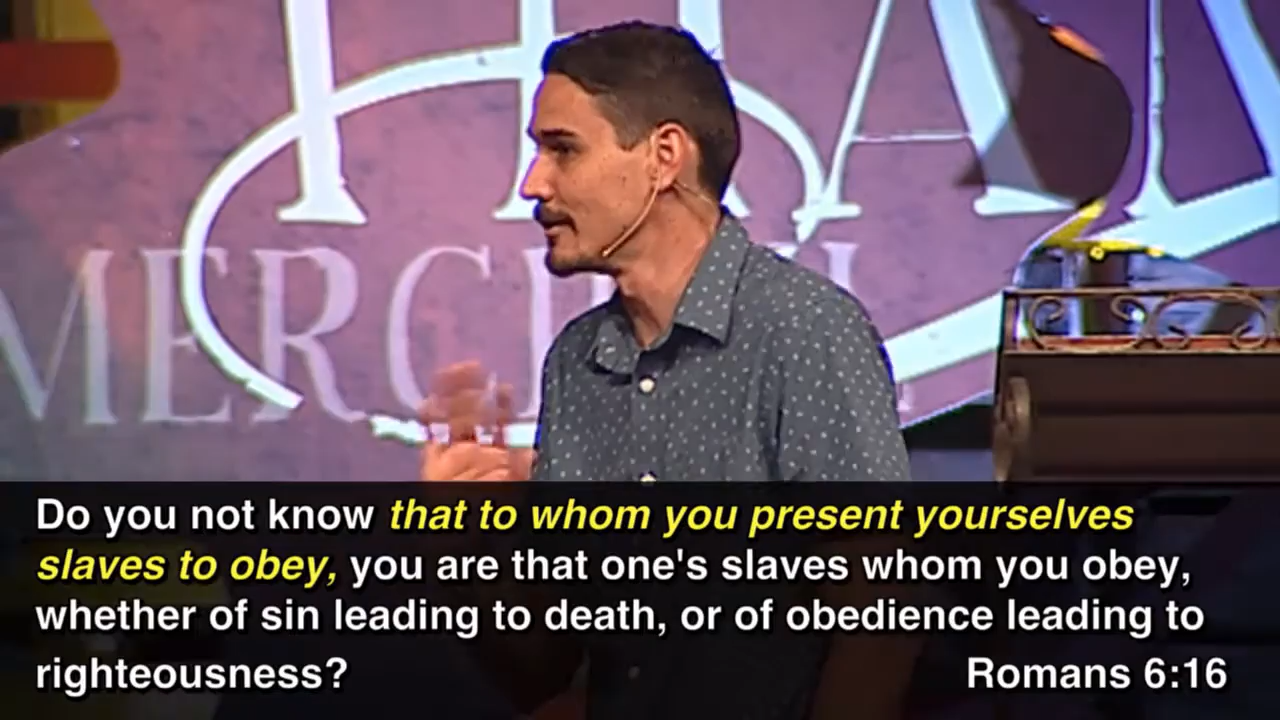 MERCI
Do you not know that to whom you present yourselves
slaves to obey, you are that one's slaves whom you obey,
whether of sin leading to death, or of obedience leading to
righteousness? Romans 6:16